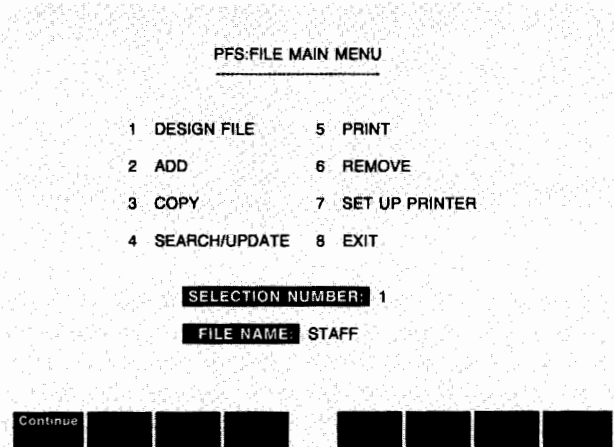 PFS:FILE MAIN MENU
1 DESIGN FILE 5 PRINT
2 ADD 6 REMOVE
3 COPY 7 SET UP PRINTER
4 SEARCH/UPDATE 8 EXIT
SELECTION NUMBER: 1
FILE NAME: STAFF
Continue